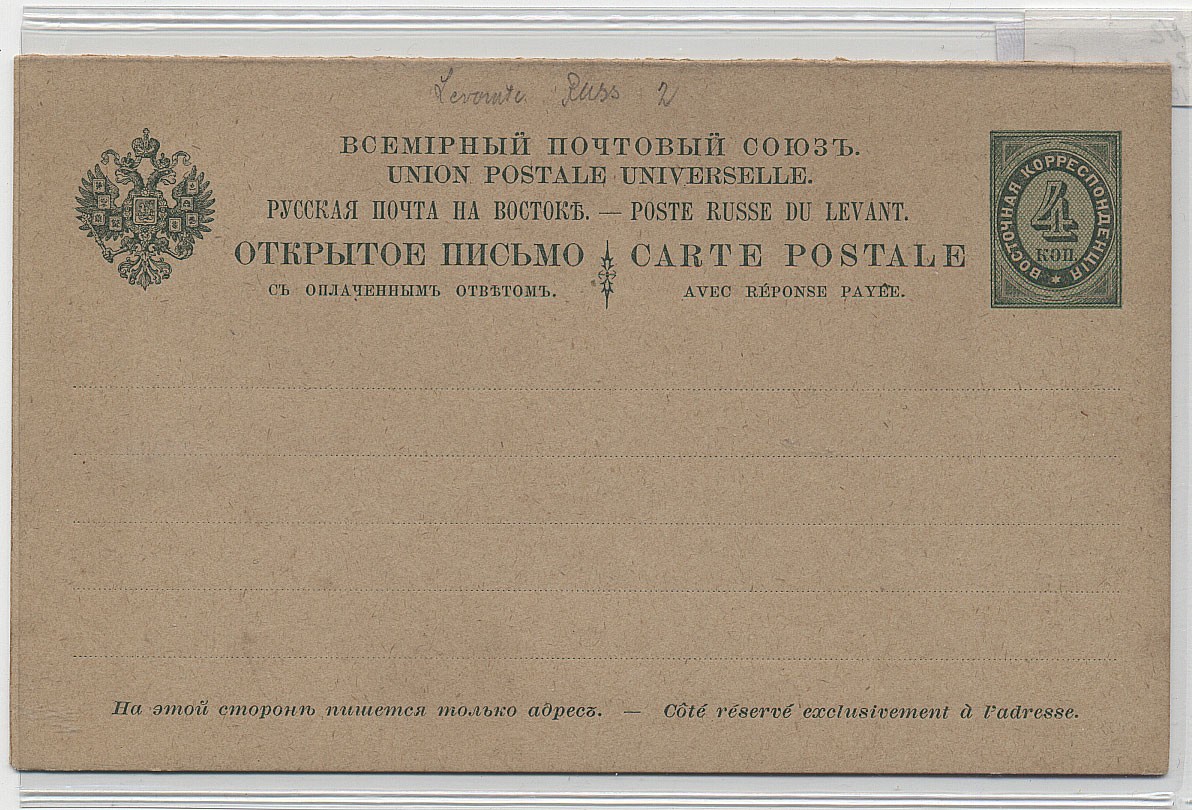 Levante Russ 2
ВСЕМІРНЫЙ ПОЧТОВЫЙ СОЮЗЪ.
UNION POSTALE UNIVERSELLE.
РУССКАЯ ПОЧТА НА ВОСТОКѢ. — POSTE RUSSE DU LEVANT.
ОТКРЫТОЕ ПИСЬМО CARTE POSTALE
СЪ ОПЛАЧЕННЫМЪ ОТВѢТОМЪ. AVEC RÉPONSE PAYÉE.
ВОСТОЧНАЯ КОРРЕСПОНДЕНЦІЯ
4
КОП.
На этой сторонѣ пишется только адресъ. — Côté réservé exclusivement à l'adresse.